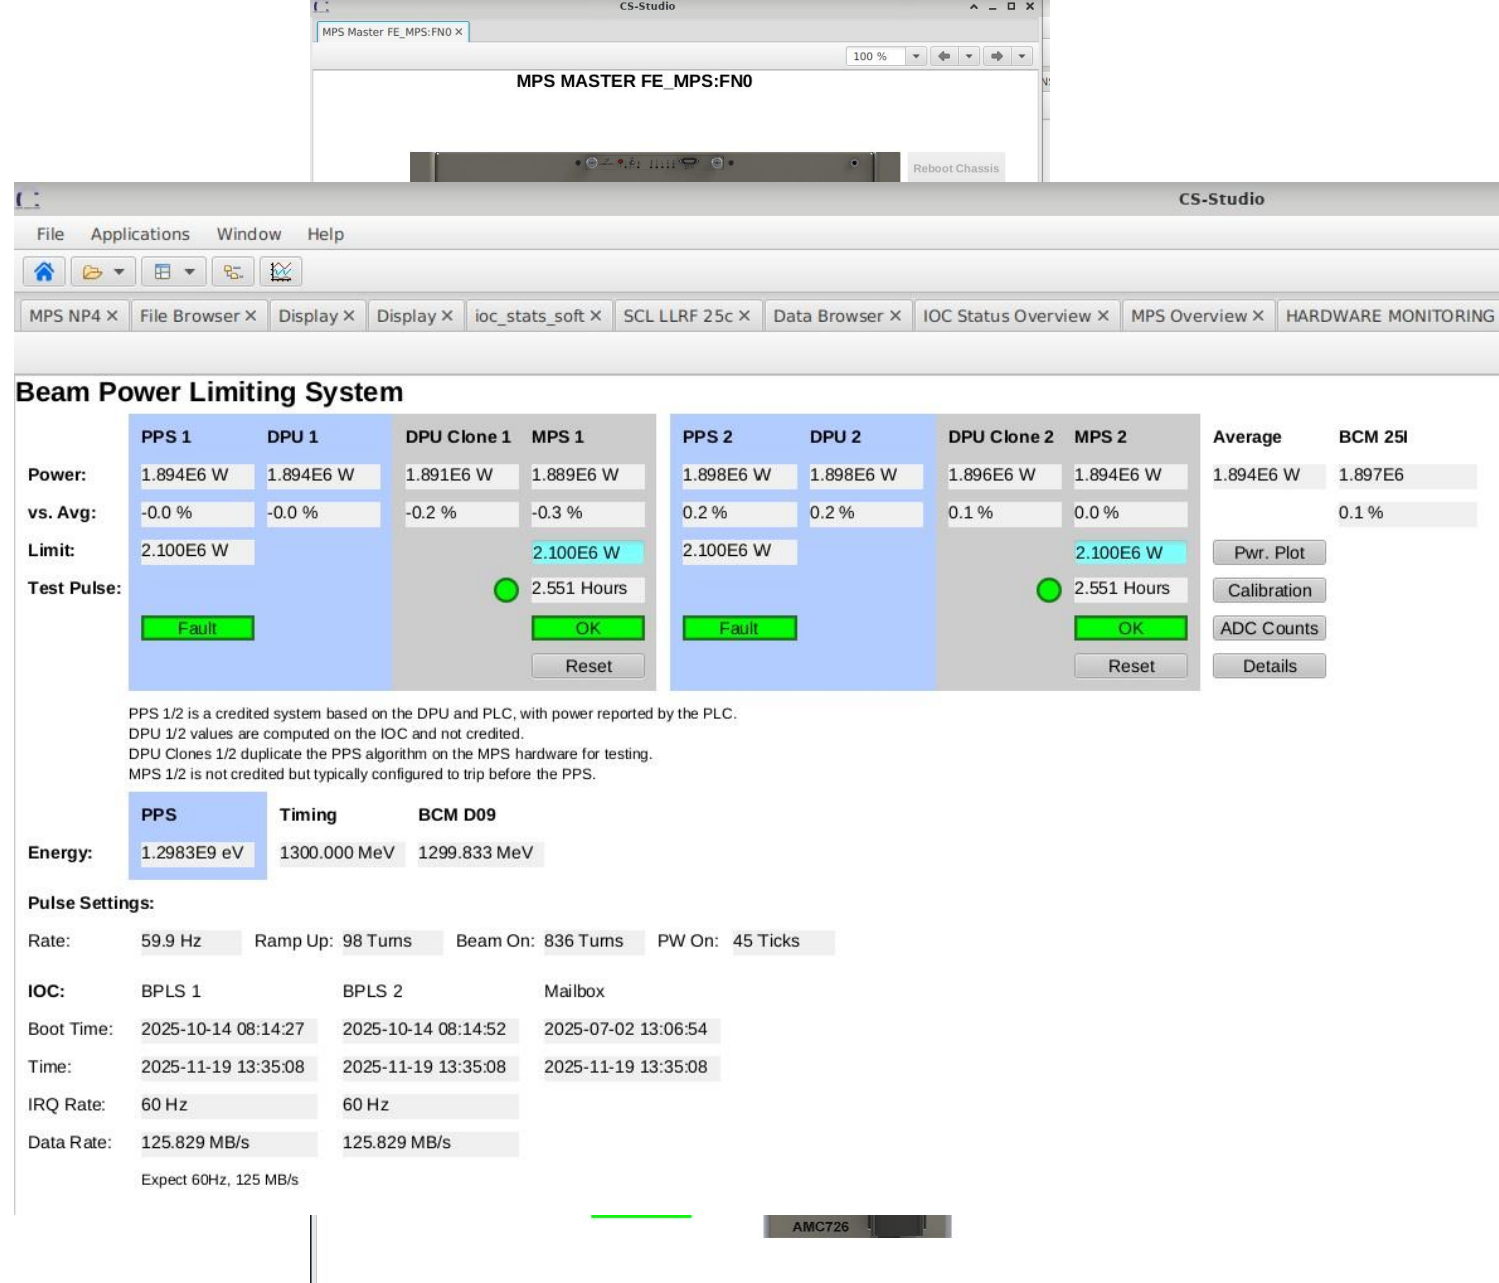 CS-Studio
MPS Master FE_MPS:FN0
100 %
MPS MASTER FE_MPS:FN0
Reboot Chassis
CS-Studio
File Applications Window Help
MPS NP4 File Browser Display Display ioc_stats_soft SCL LLRF 25c Data Browser IOC Status Overview MPS Overview HARDWARE MONITORING
Beam Power Limiting System
PPS 1 DPU 1 DPU Clone 1 MPS 1 PPS 2 DPU 2 DPU Clone 2 MPS 2 Average BCM 25I
Power: 1.894E6 W 1.894E6 W 1.891E6 W 1.889E6 W 1.898E6 W 1.898E6 W 1.896E6 W 1.894E6 W 1.894E6 W 1.897E6
vs. Avg: -0.0 % -0.0 % -0.2 % -0.3 % 0.2 % 0.2 % 0.1 % 0.0 % 0.1 %
Limit: 2.100E6 W 2.100E6 W 2.100E6 W 2.100E6 W Pwr. Plot
Test Pulse: 2.551 Hours 2.551 Hours Calibration
Fault OK Fault OK ADC Counts
Reset Reset Details
PPS 1/2 is a credited system based on the DPU and PLC, with power reported by the PLC.
DPU 1/2 values are computed on the IOC and not credited.
DPU Clones 1/2 duplicate the PPS algorithm on the MPS hardware for testing.
MPS 1/2 is not credited but typically configured to trip before the PPS.
PPS Timing BCM D09
Energy: 1.2983E9 eV 1300.000 MeV 1299.833 MeV
Pulse Settings:
Rate: 59.9 Hz Ramp Up: 98 Turns Beam On: 836 Turns PW On: 45 Ticks
IOC: BPLS 1 BPLS 2 Mailbox
Boot Time: 2025-10-14 08:14:27 2025-10-14 08:14:52 2025-07-02 13:06:54
Time: 2025-11-19 13:35:08 2025-11-19 13:35:08 2025-11-19 13:35:08
IRQ Rate: 60 Hz 60 Hz
Data Rate: 125.829 MB/s 125.829 MB/s
Expect 60Hz, 125 MB/s
AMC726